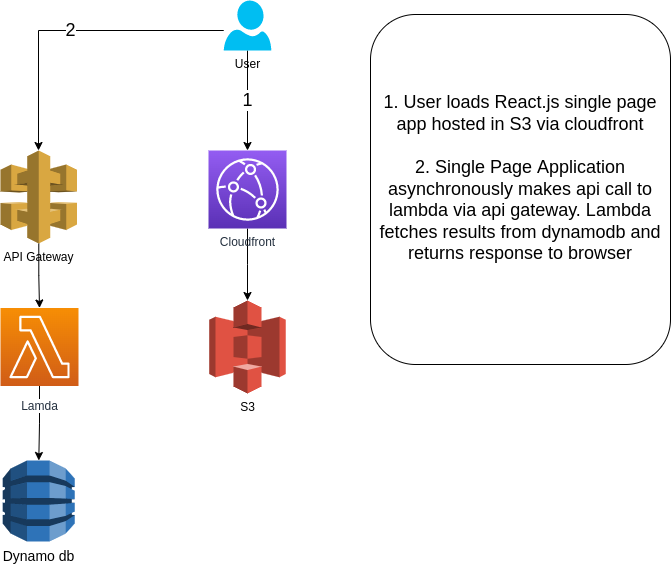 2
User
1
API Gateway
Cloudfront
Lamda
S3
Dynamo db
1. User loads React.js single page
app hosted in S3 via cloudfront
2. Single Page Application
asynchronously makes api call to
lambda via api gateway. Lambda
fetches results from dynamodb and
returns response to browser